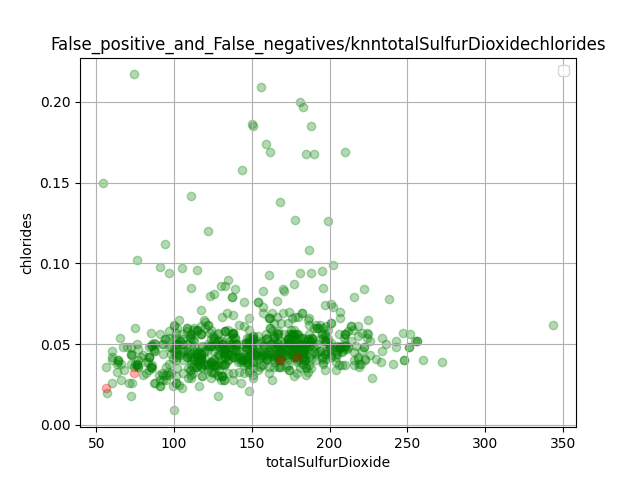 False_positive_and_False_negatives/knntotalSulfurDioxidechlorides
0.20
0.15
0.10
0.05
0.00
chlorides
50 100 150 200 250 300 350
totalSulfurDioxide